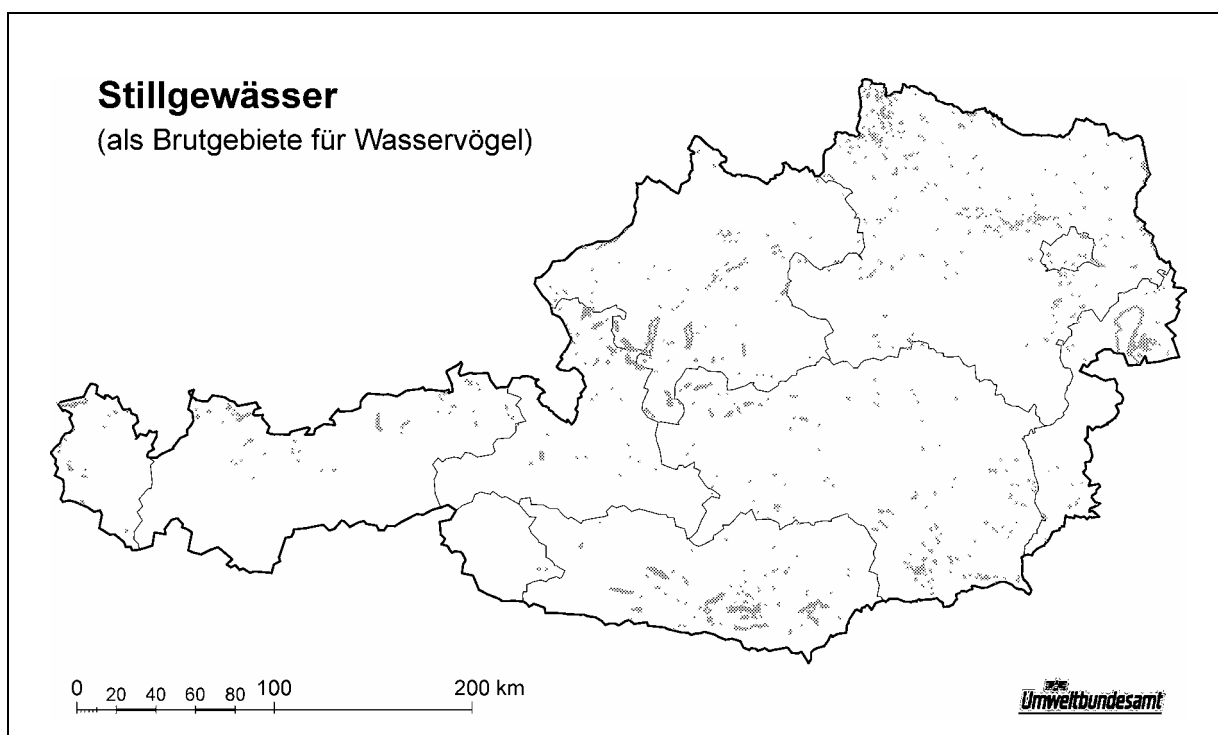 Stillgewässer
(als Brutgebiete für Wasservögel)
0 20 40 60 80 100 200 km
Umweltbundesamt